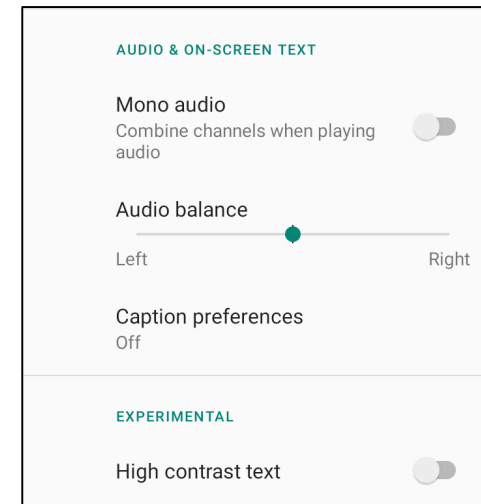 AUDIO & ON-SCREEN TEXT
Mono audio
Combine channels when playing
audio
Audio balance
Left Right
Caption preferences
Off
EXPERIMENTAL
High contrast text